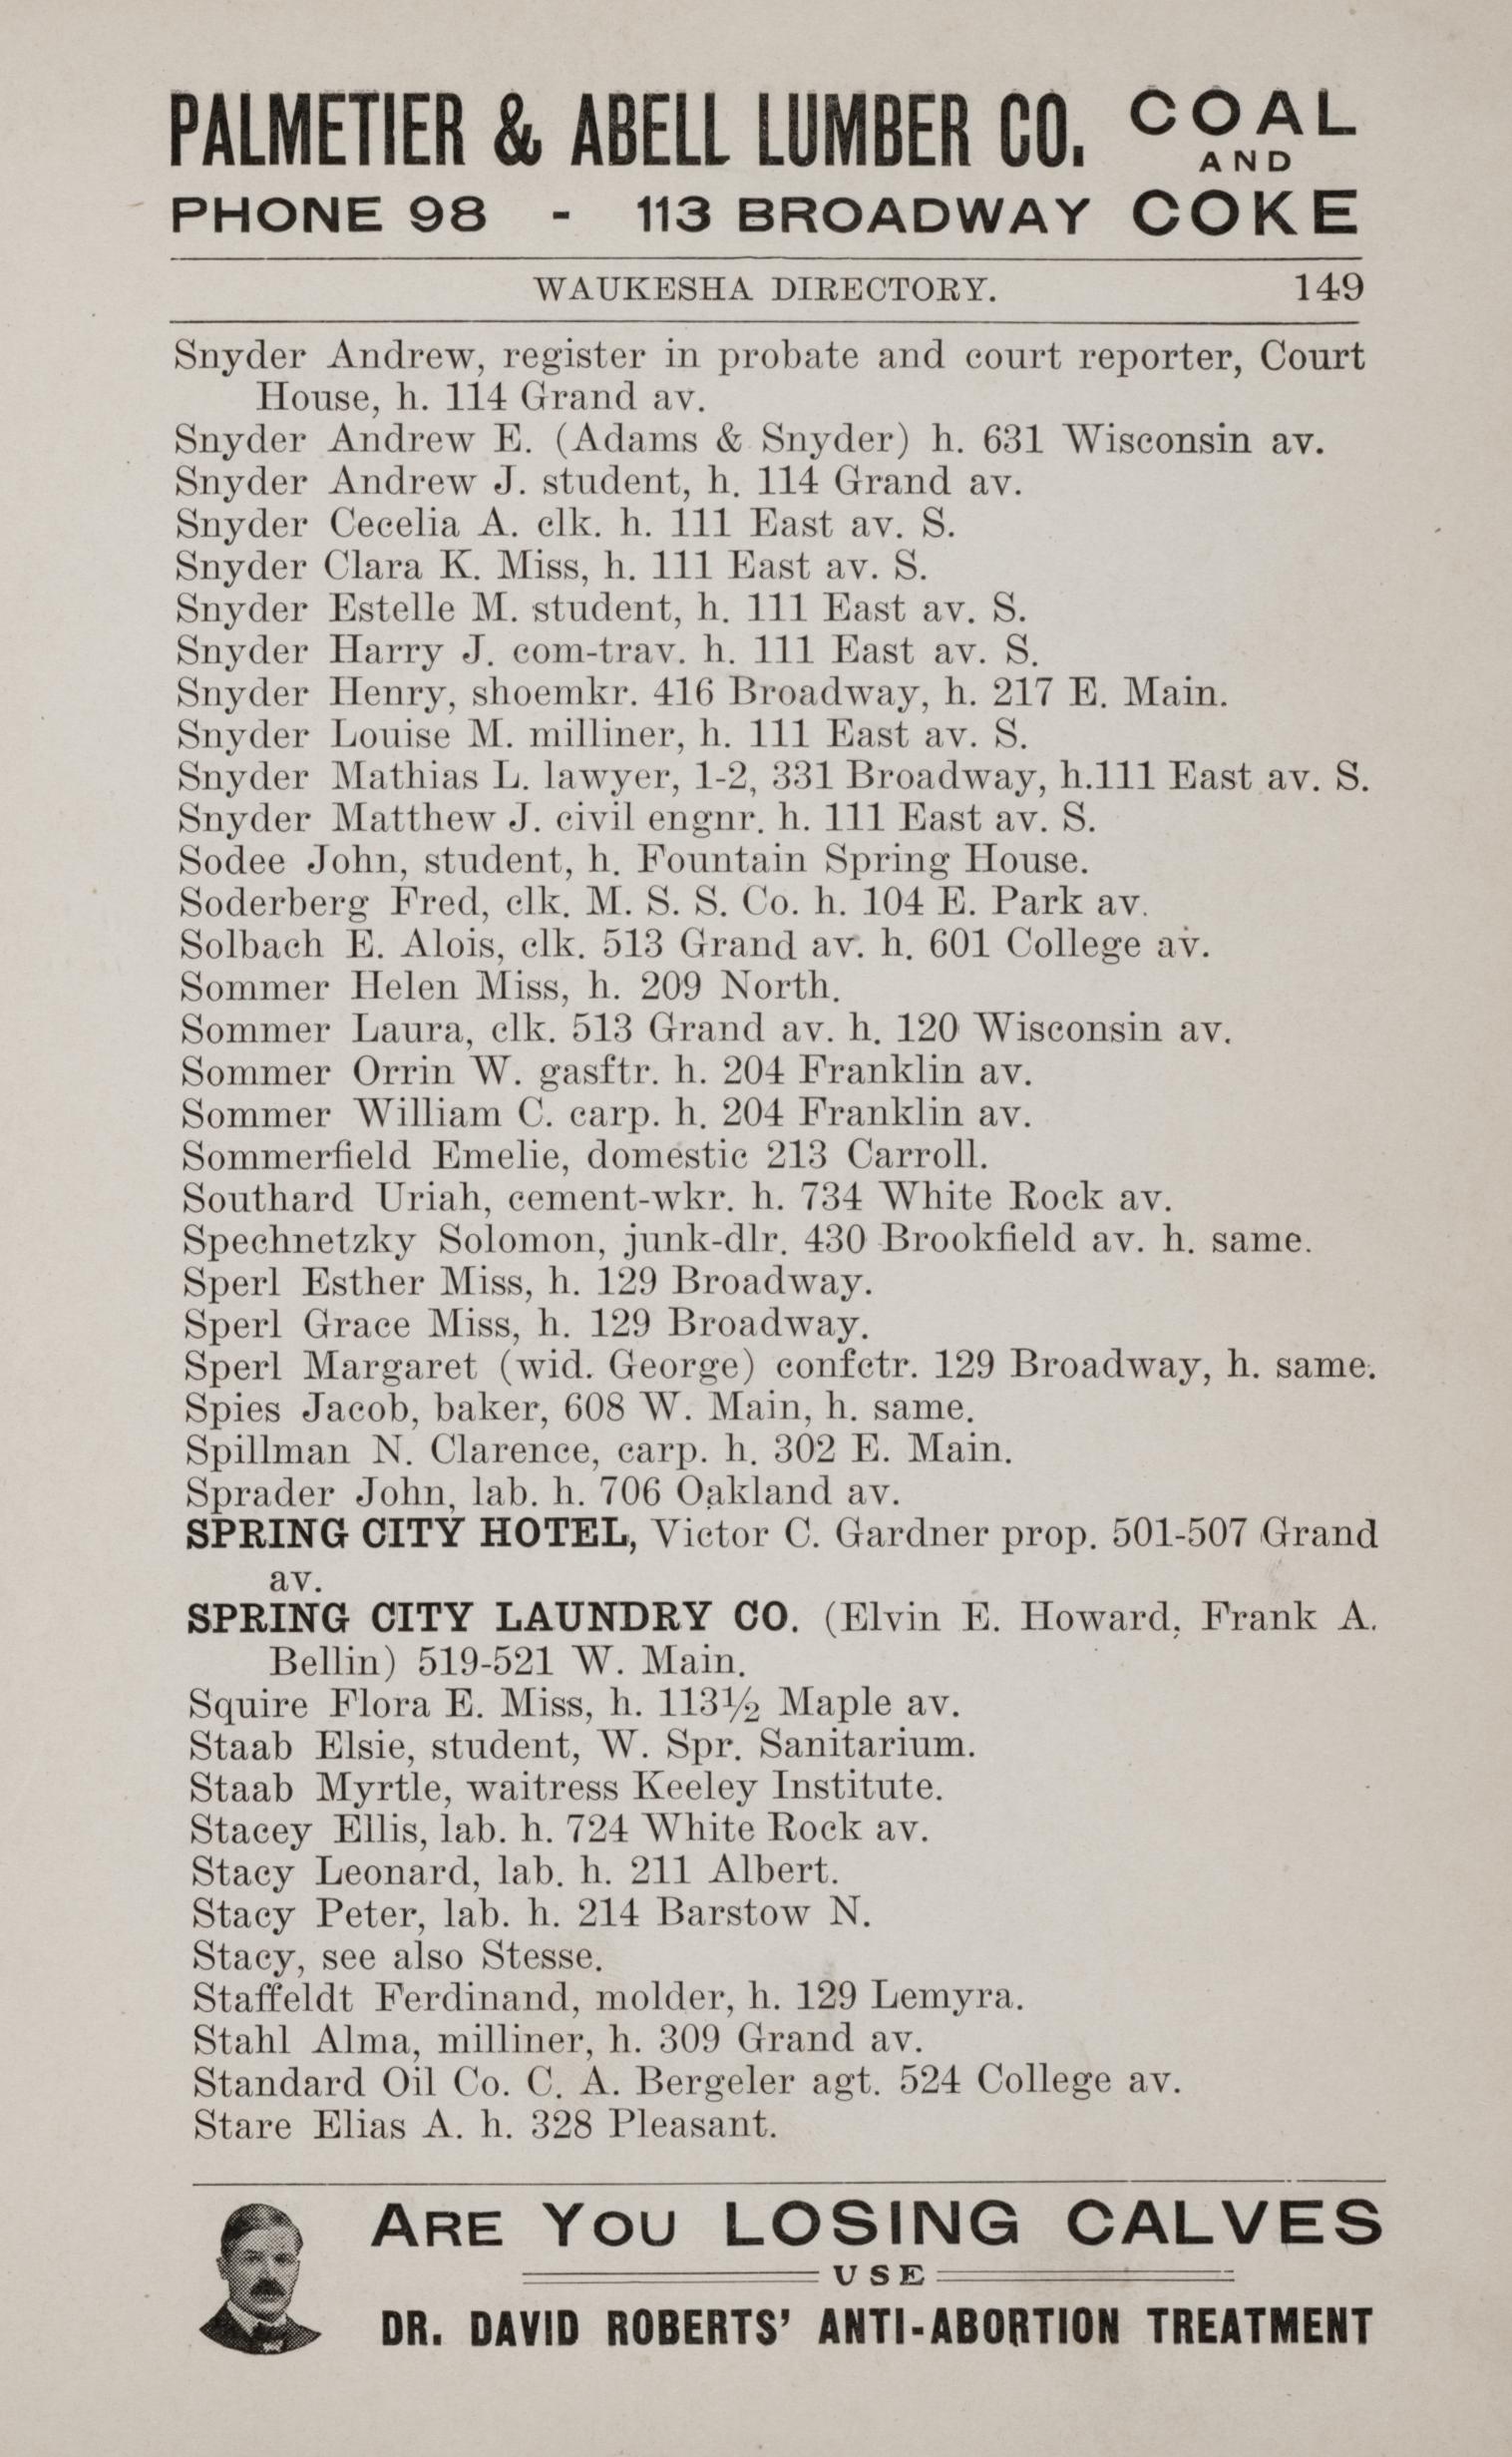 PALMETIER & ABELL LUMBER CO. COAL
AND
PHONE 98 - 113 BROADWAY COKE
WAUKESHA DIRECTORY. 149
Snyder Andrew, register in probate and court reporter, Court
House, h. 114 Grand av.
Snyder Andrew E. (Adams & Snyder) h. 631 Wisconsin av.
Snyder Andrew J. student, h. 114 Grand av.
Snyder Cecelia A. clk. h. 111 East av. S.
Snyder Clara K. Miss, h. 111 East av. S.
Snyder Estelle M. student, h. 111 East av. S.
Snyder Harry J. com-trav. h. 111 East av. S.
Snyder Henry, shoemkr. 416 Broadway, h. 217 E. Main.
Snyder Louise M. milliner, h. 111 East av. S.
Snyder Mathias L. lawyer, 1-2, 331 Broadway, h.111 East av. S.
Snyder Matthew J. civil engnr. h. 111 East av. S.
Sodee John, student, h. Fountain Spring House.
Soderberg Fred, clk. M. S. S. Co. h. 104 E. Park av.
Solbach E. Alois, clk. 513 Grand av. h. 601 College av.
Sommer Helen Miss, h. 209 North.
Sommer Laura, clk. 513 Grand av. h. 120 Wisconsin av.
Sommer Orrin W. gasftr. h. 204 Franklin av.
Sommer William C. carp. h. 204 Franklin av.
Sommerfield Emelie, domestic 213 Carroll.
Southard Uriah, cement-wkr. h. 734 White Rock av.
Spechnetzky Solomon, junk-dlr. 430 Brookfield av. h. same.
Sperl Esther Miss, h. 129 Broadway.
Sperl Grace Miss, h. 129 Broadway.
Sperl Margaret (wid. George) confctr. 129 Broadway, h. same.
Spies Jacob, baker, 608 W. Main, h. same.
Spillman N. Clarence, carp. h. 302 E. Main.
Sprader John, lab. h. 706 Oakland av.
SPRING CITY HOTEL, Victor C. Gardner prop. 501-507 Grand
av.
SPRING CITY LAUNDRY CO. (Elvin E. Howard, Frank A.
Bellin) 519-521 W. Main.
Squire Flora E. Miss, h. 113½ Maple av.
Staab Elsie, student, W. Spr. Sanitarium.
Staab Myrtle, waitress Keeley Institute.
Stacey Ellis, lab. h. 724 White Rock av.
Stacy Leonard, lab. h. 211 Albert.
Stacy Peter, lab. h. 214 Barstow N.
Stacy, see also Stesse.
Staffeldt Ferdinand, molder, h. 129 Lemyra.
Stahl Alma, milliner, h. 309 Grand av.
Standard Oil Co. C. A. Bergeler agt. 524 College av.
Stare Elias A. h. 328 Pleasant.
ARE YOU LOSING CALVES
USE
DR. DAVID ROBERTS' ANTI-ABORTION TREATMENT